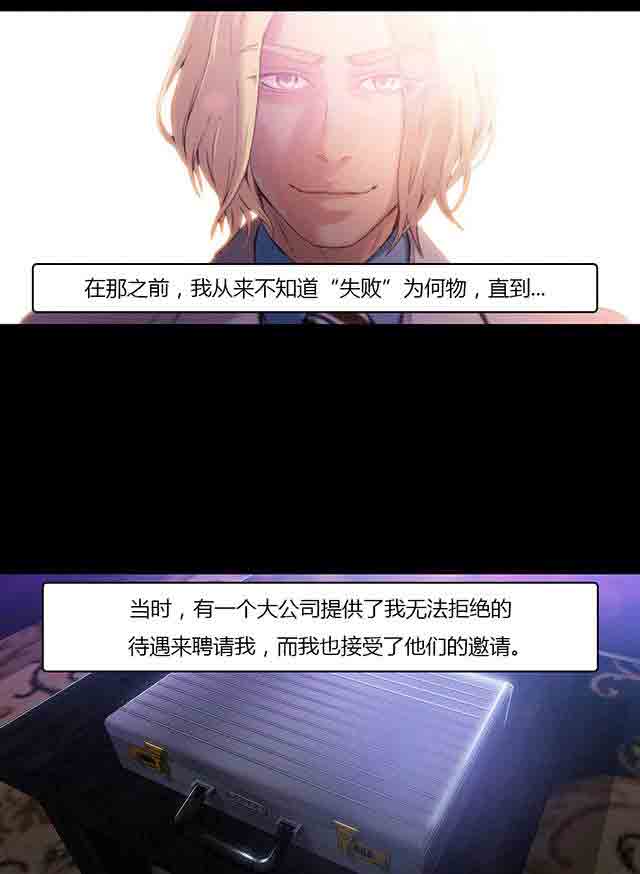 在那之前，我从来不知道“失败”为何物，直到...
当时，有一个大公司提供了我无法拒绝的
待遇来聘请我，而我也接受了他们的邀请。